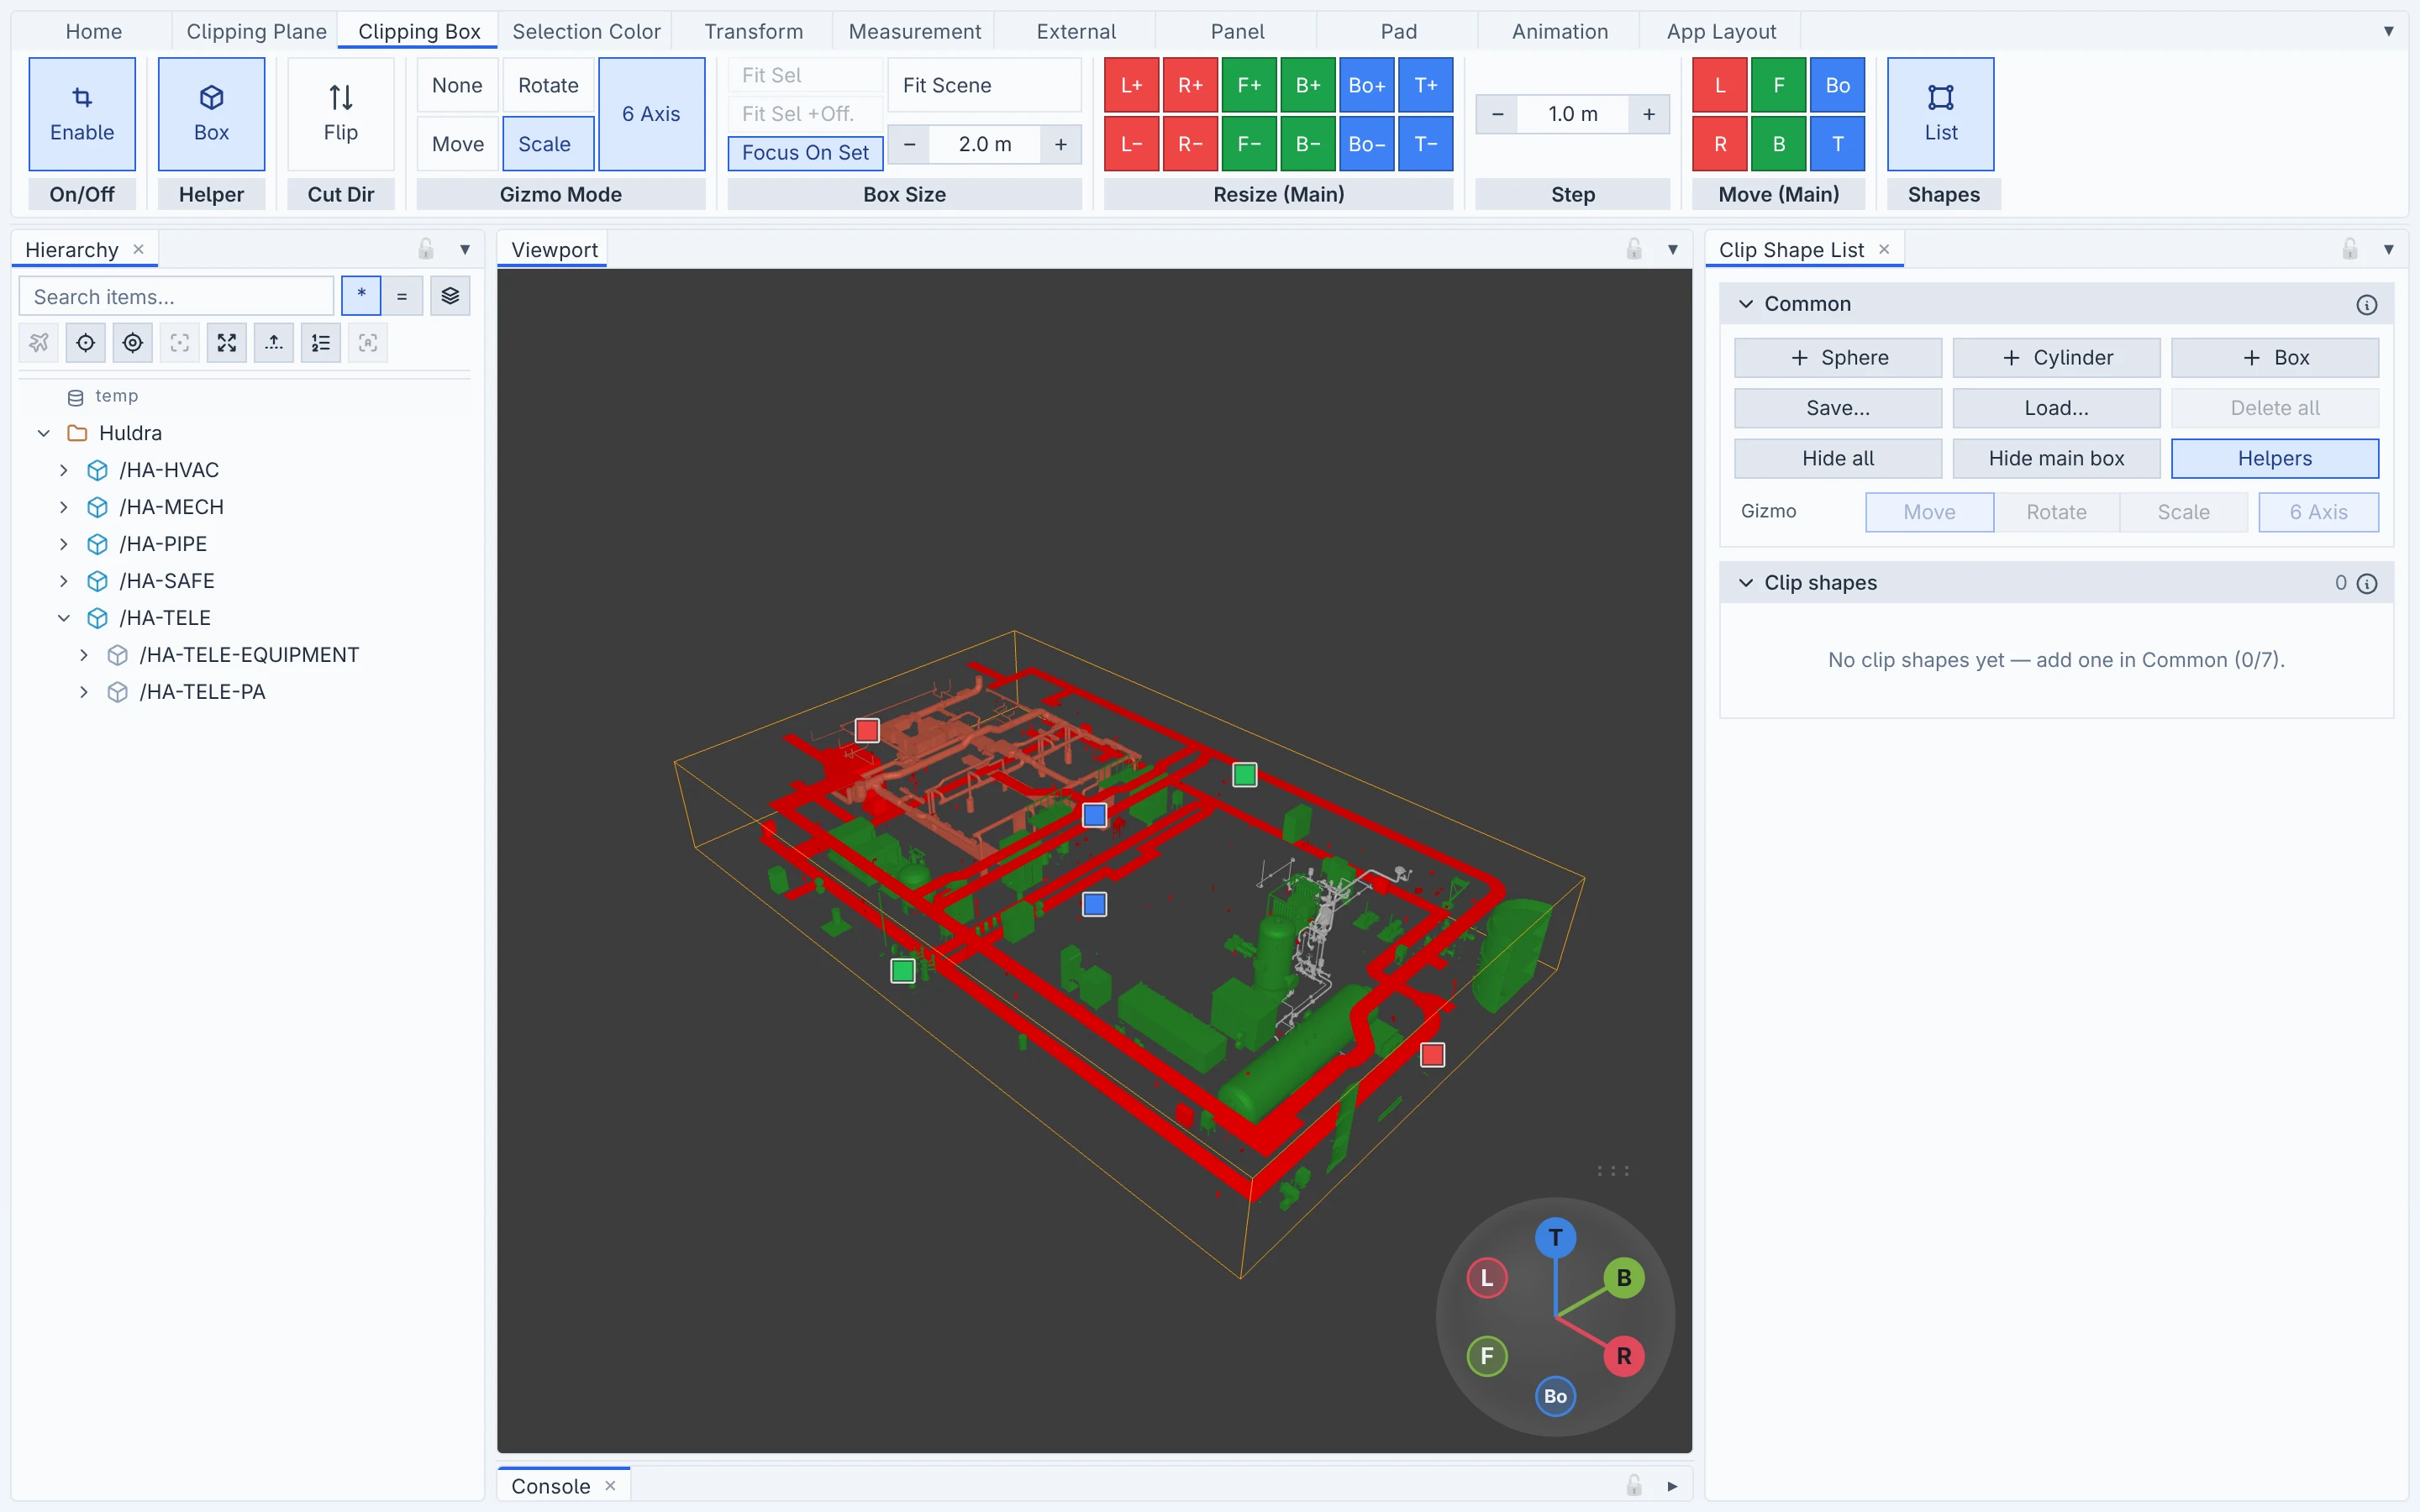 Home Clipping Plane Clipping Box Selection Color Transform Measurement External Panel Pad Animation App Layout
None Rotate Fit Sel Fit Scene L+ R+ F+ B+ Bo+ T+ L F Bo
Enable Box Flip 6 Axis Fit Sel +Off. − 1.0 m + List
Move Scale Focus On Set − 2.0 m + L− R− F− B− Bo− T− R B T
On/Off Helper Cut Dir Gizmo Mode Box Size Resize (Main) Step Move (Main) Shapes
Hierarchy
Search items... * =
temp
Huldra
/HA-HVAC
/HA-MECH
/HA-PIPE
/HA-SAFE
/HA-TELE
/HA-TELE-EQUIPMENT
/HA-TELE-PA
Viewport
T
L B
F R
Bo
Console
Clip Shape List
Common
+ Sphere + Cylinder + Box
Save... Load... Delete all
Hide all Hide main box Helpers
Gizmo Move Rotate Scale 6 Axis
Clip shapes 0
No clip shapes yet — add one in Common (0/7).